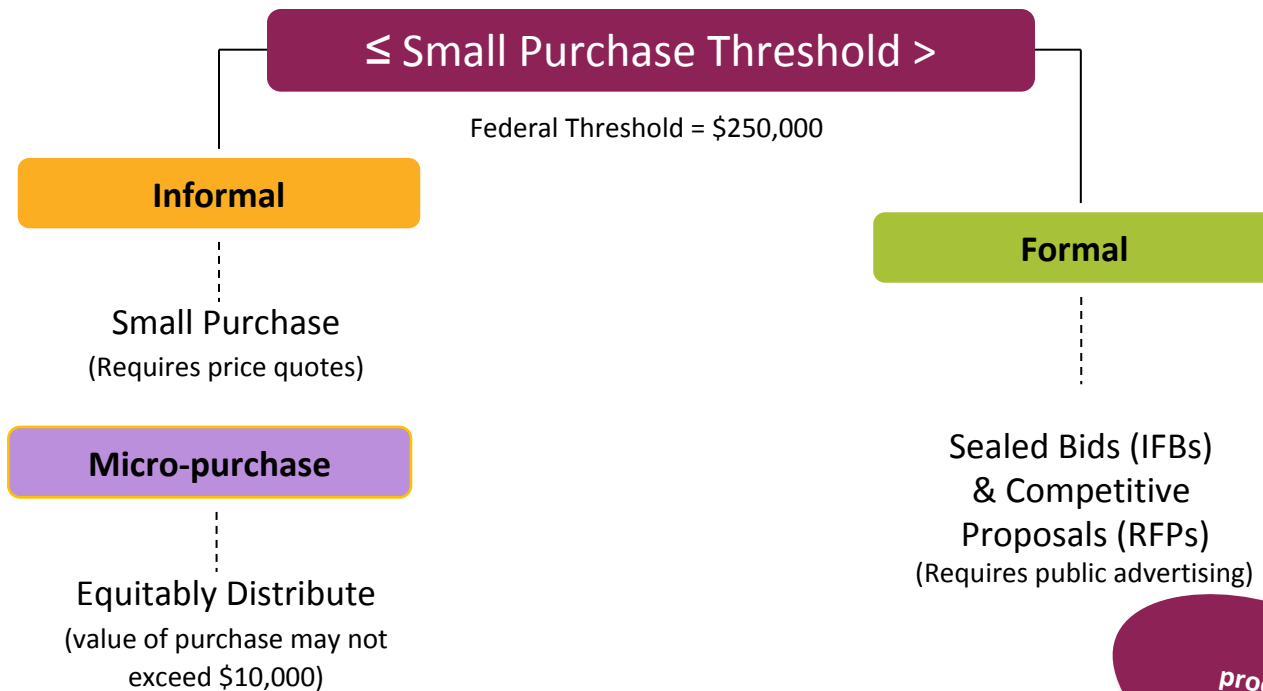 ≤ Small Purchase Threshold >
Federal Threshold = $250,000
Informal
Small Purchase
(Requires price quotes)
Micro-purchase
Equitably Distribute
(value of purchase may not
exceed $10,000)
Formal
Sealed Bids (IFBs)
& Competitive
Proposals (RFPs)
(Requires public advertising)